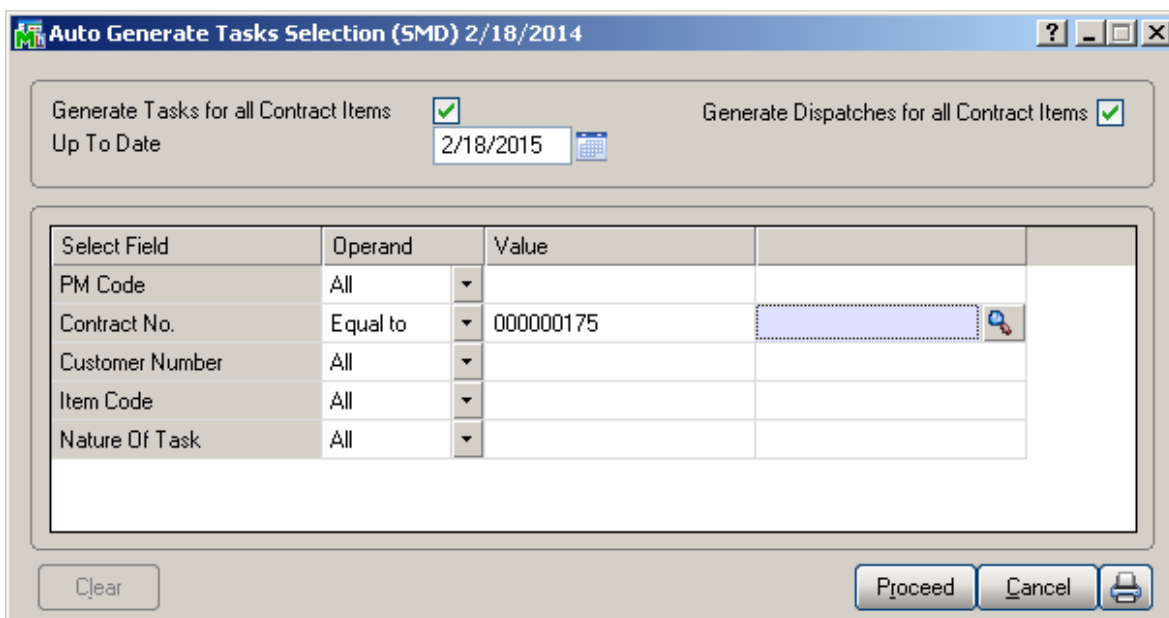 Auto Generate Tasks Selection (SMD) 2/18/2014
Generate Tasks for all Contract Items Generate Dispatches for all Contract Items
Up To Date 2/18/2015
Select Field Operand Value
PM Code All
Contract No. Equal to 000000175
Customer Number All
Item Code All
Nature Of Task All
Clear Proceed Cancel